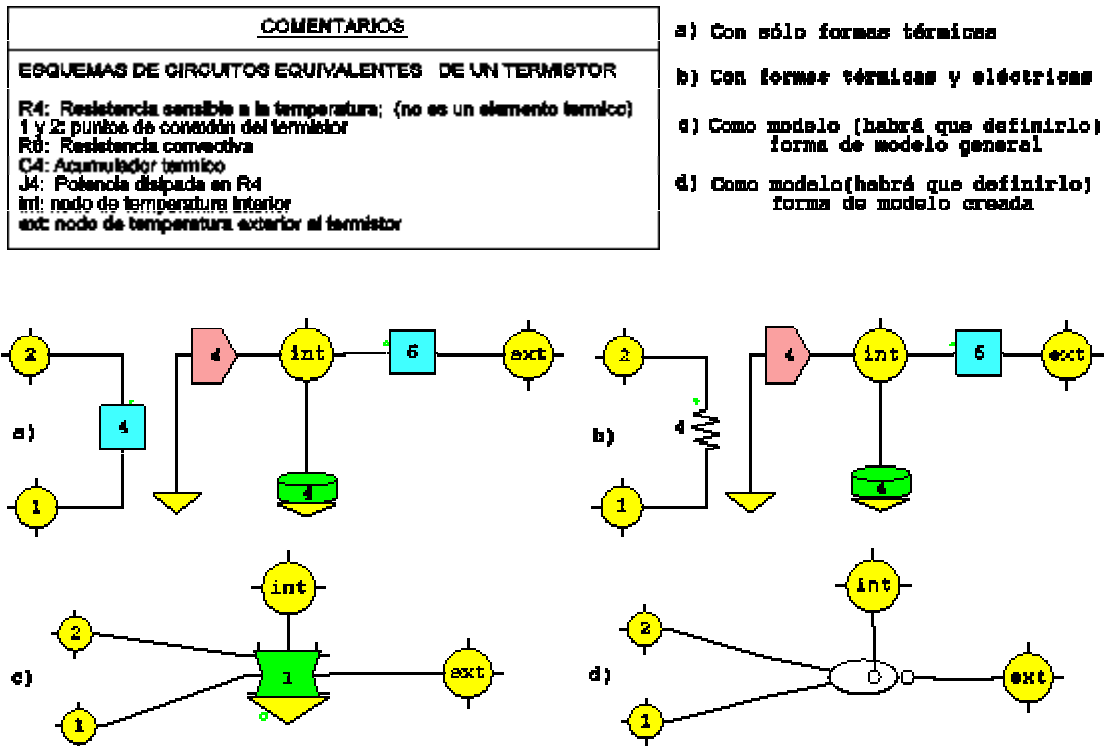 COMENTARIOS
ESQUEMAS DE CIRCUITOS EQUIVALENTES DE UN TERMISTOR
R4: Resistencia sensible a la temperatura; (no es un elemento termico)
1 y 2: puntos de conexión del termistor
R6: Resistencia convectiva
C4: Acumulador termico
J4: Potencia disipada en R4
int: nodo de temperatura interior
ext: nodo de temperatura exterior al termistor
a) Con sólo formas térmicas
b) Con formas térmicas y eléctricas
c) Como modelo (habrá que definirlo)
forma de modelo general
d) Como modelo(habrá que definirlo)
forma de modelo creada
2
4
int
6
ext
4
a)
1
4
2
4
int
6
ext
4
b)
1
4
int
2
c)
1
ext
1
int
2
d)
ext
1